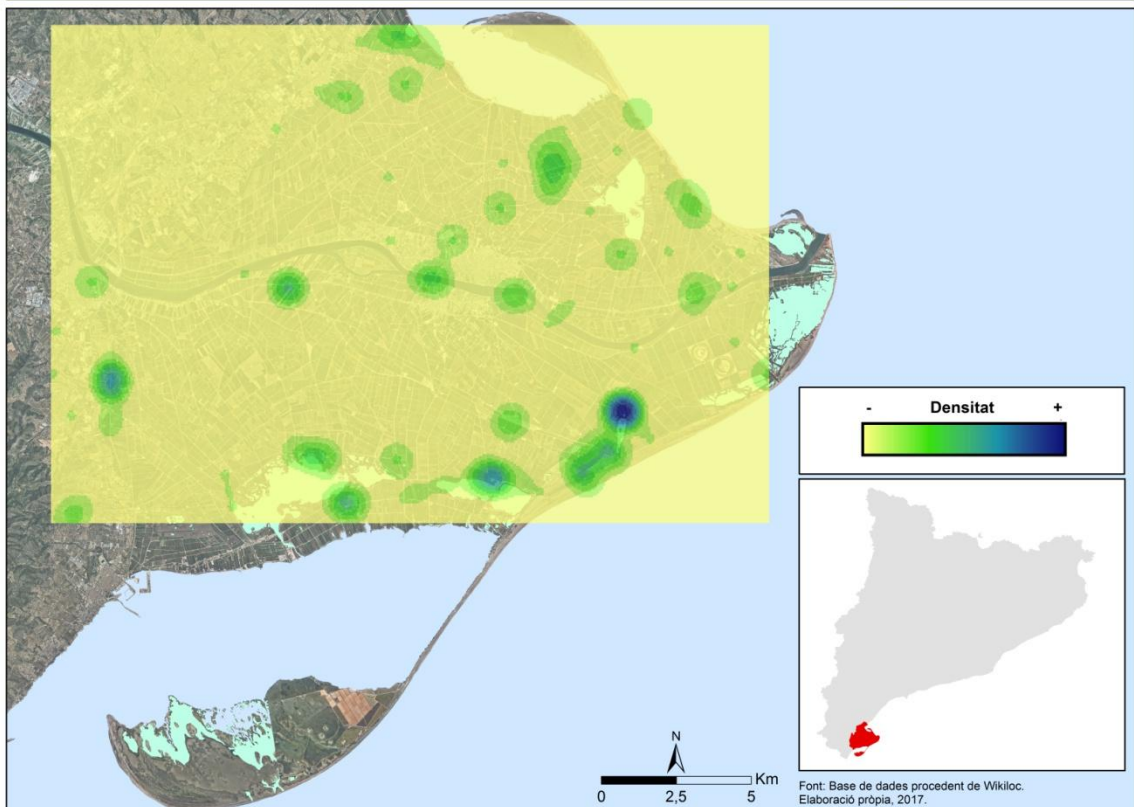 - Densitat +
N
Km
0 2,5 5
Font: Base de dades procedent de Wikiloc.
Elaboració pròpia, 2017.